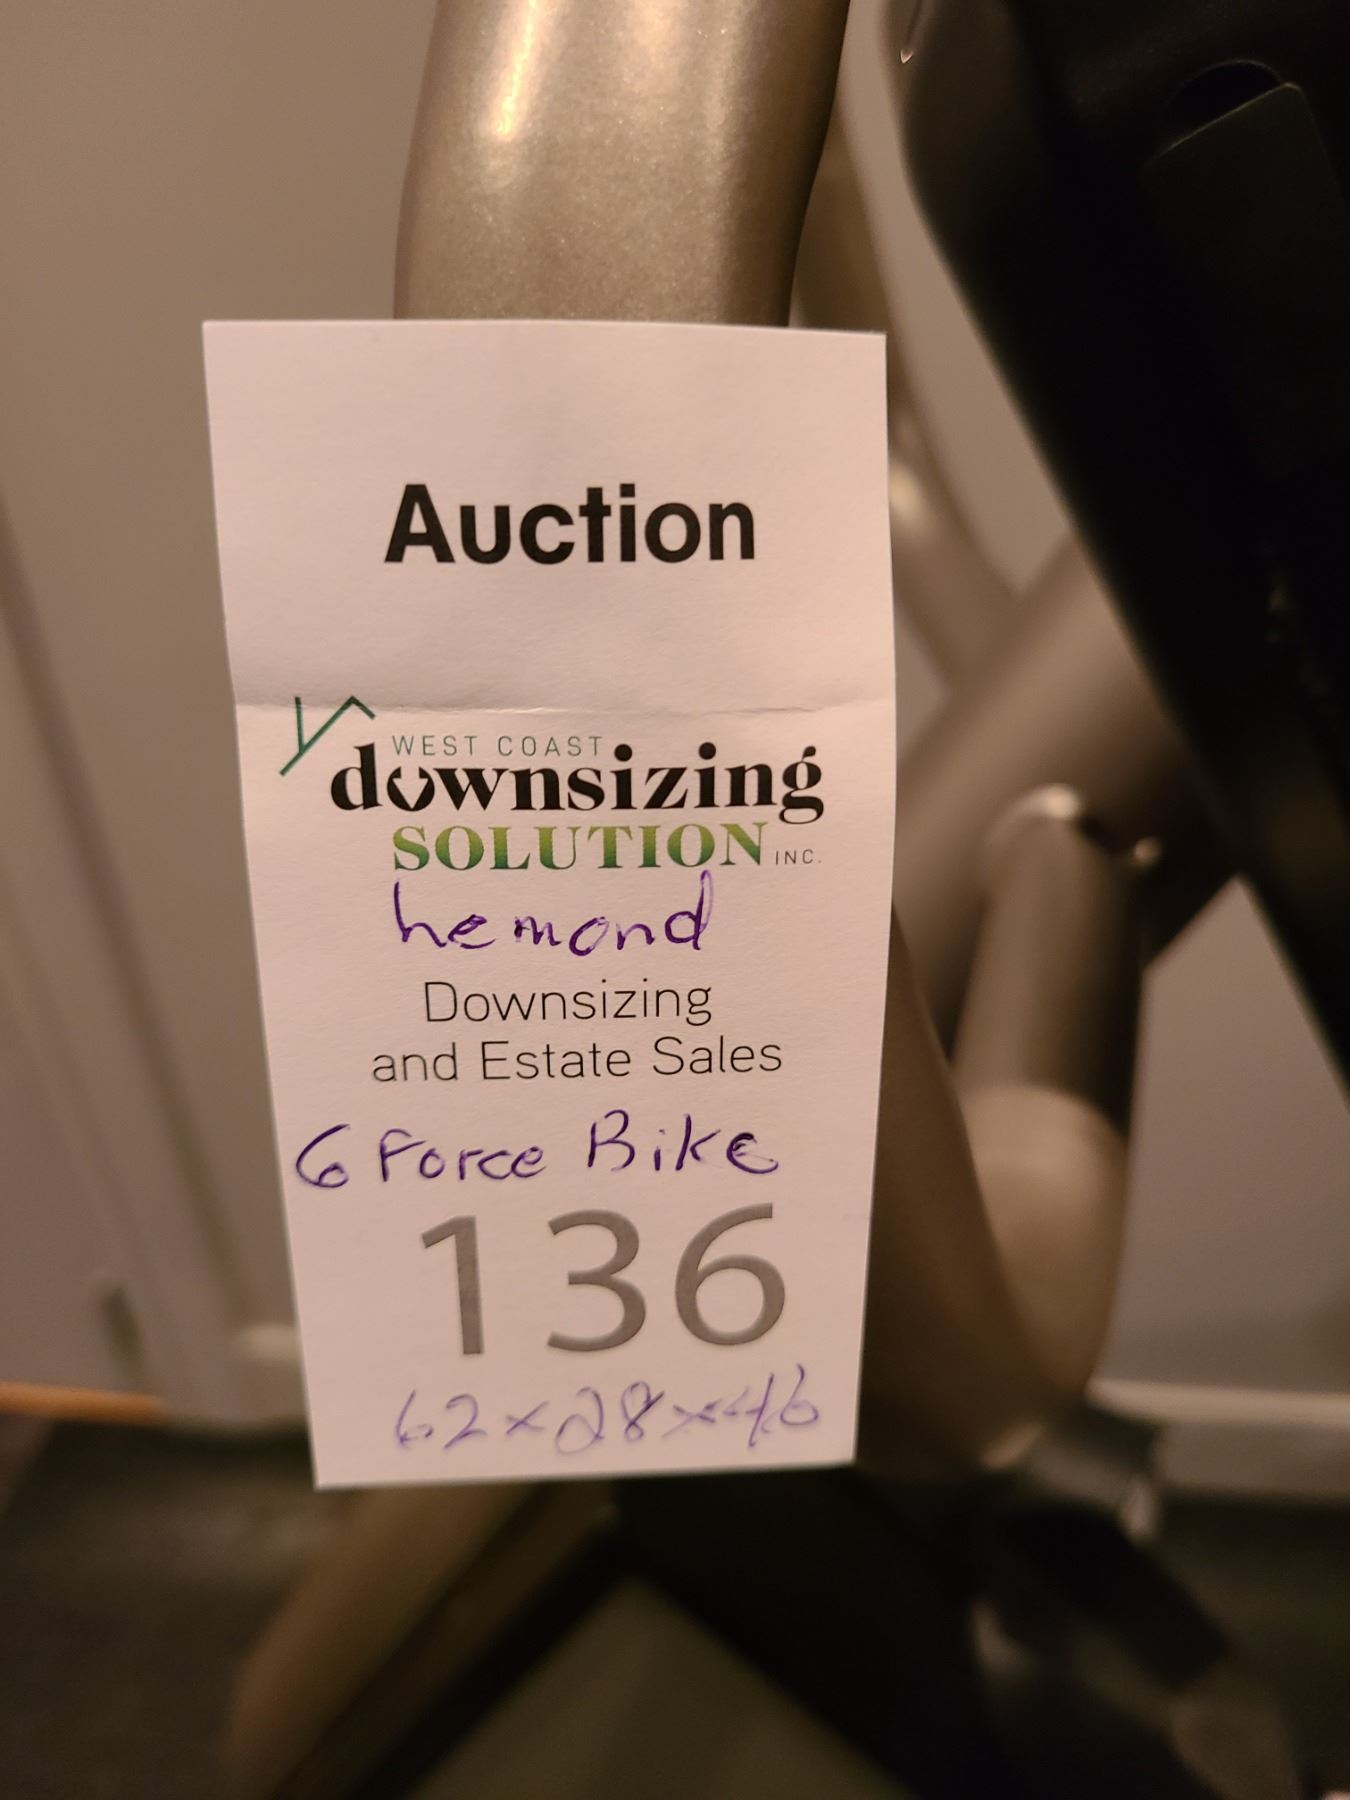 Auction
WEST COAST
downsizing
SOLUTION INC.
hemond
Downsizing
and Estate Sales
G Force Bike
136
62x28x46